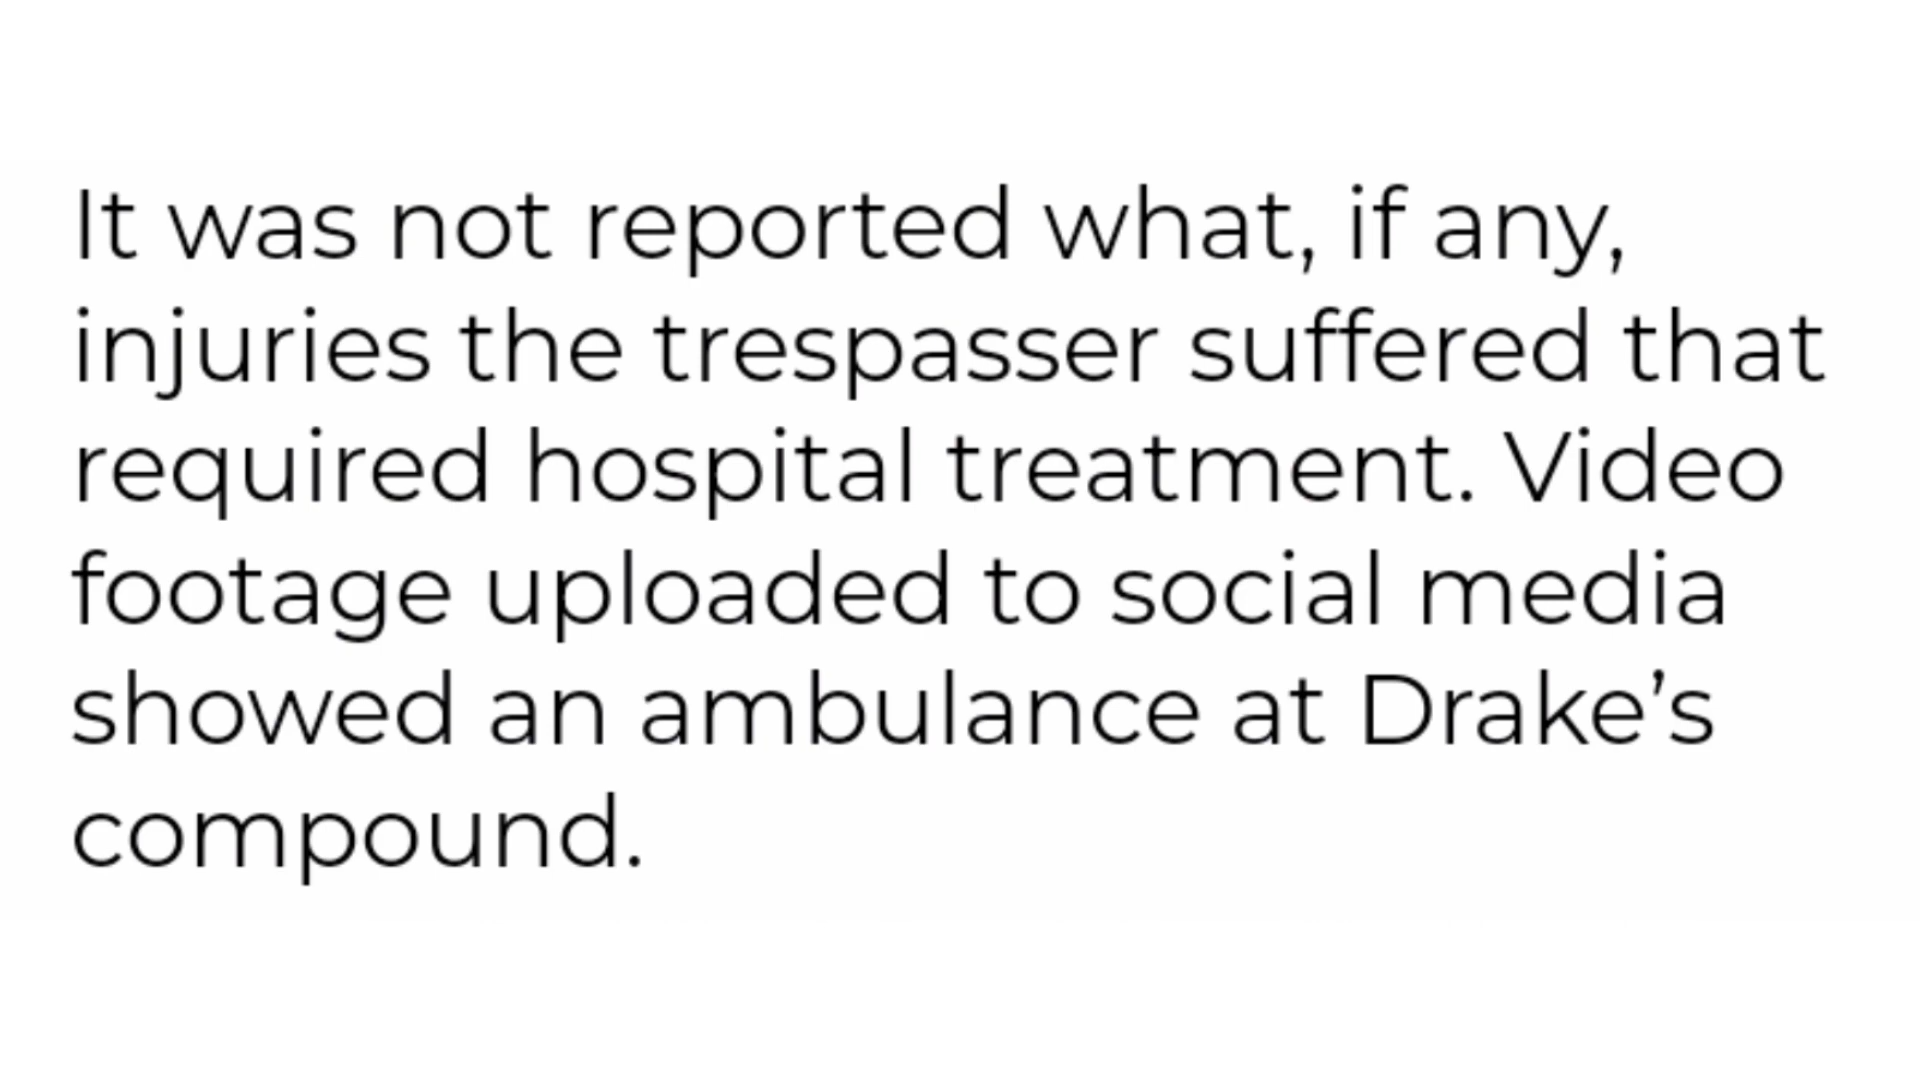 It was not reported what, if any,
injuries the trespasser suffered that
required hospital treatment. Video
footage uploaded to social media
showed an ambulance at Drake’s
compound.